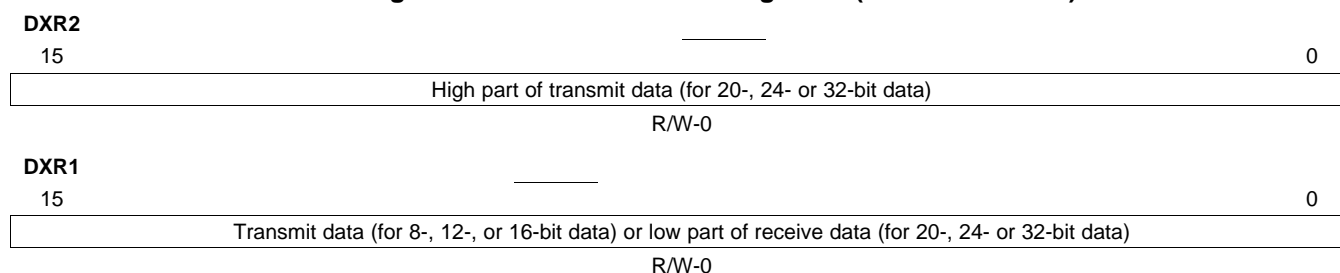 DXR2
15 0
High part of transmit data (for 20-, 24- or 32-bit data)
R/W-0
DXR1
15 0
Transmit data (for 8-, 12-, or 16-bit data) or low part of receive data (for 20-, 24- or 32-bit data)
R/W-0